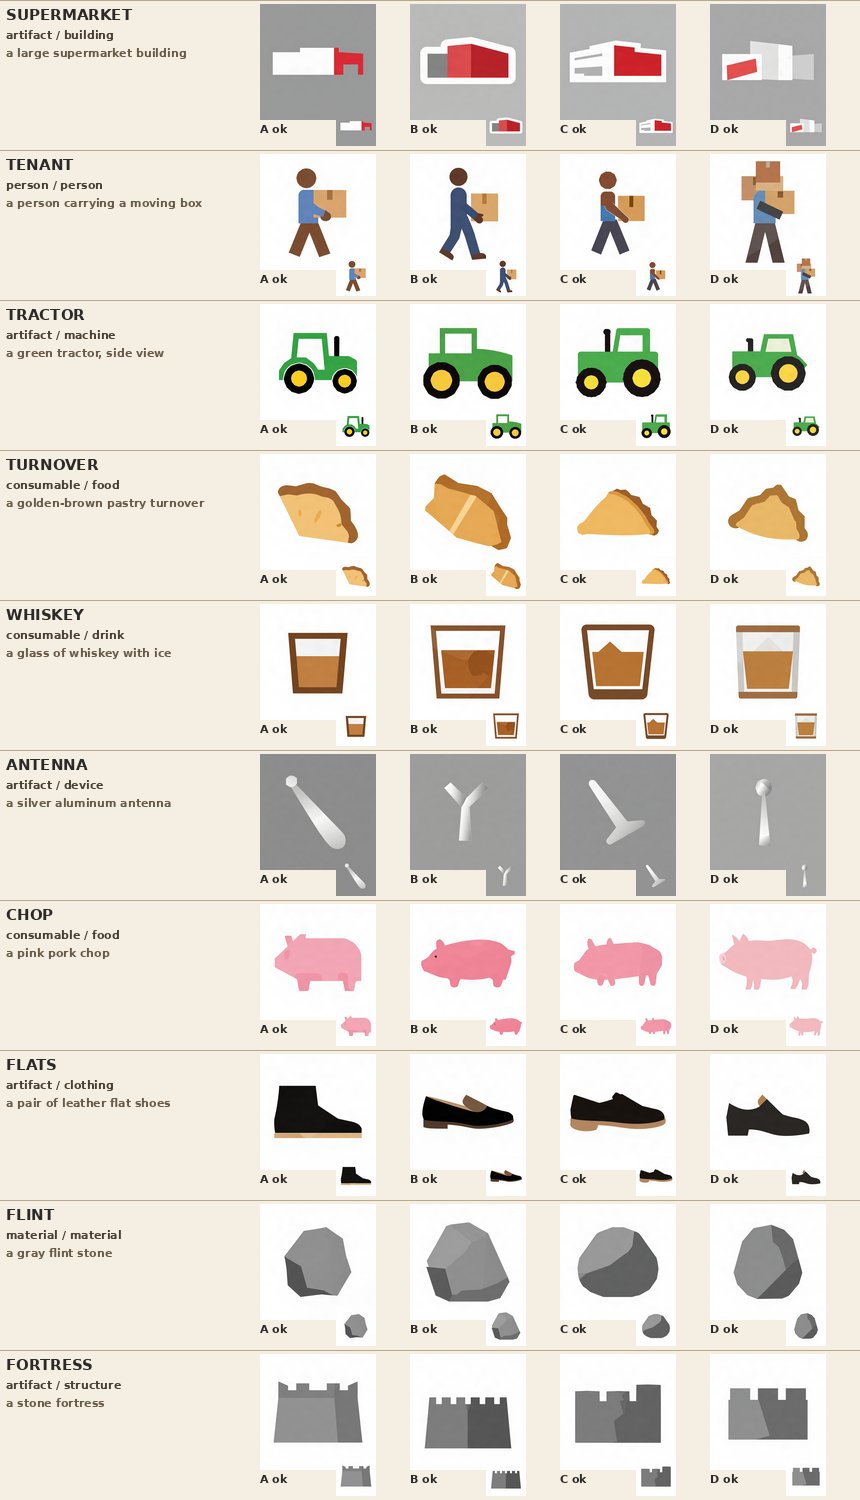 SUPERMARKET
artifact / building
a large supermarket building
A ok B ok C ok D ok
TENANT
person / person
a person carrying a moving box
A ok B ok C ok D ok
TRACTOR
artifact / machine
a green tractor, side view
A ok B ok C ok D ok
TURNOVER
consumable / food
a golden-brown pastry turnover
A ok B ok C ok D ok
WHISKEY
consumable / drink
a glass of whiskey with ice
A ok B ok C ok D ok
ANTENNA
artifact / device
a silver aluminum antenna
A ok B ok C ok D ok
CHOP
consumable / food
a pink pork chop
A ok B ok C ok D ok
FLATS
artifact / clothing
a pair of leather flat shoes
A ok B ok C ok D ok
FLINT
material / material
a gray flint stone
A ok B ok C ok D ok
FORTRESS
artifact / structure
a stone fortress
A ok B ok C ok D ok